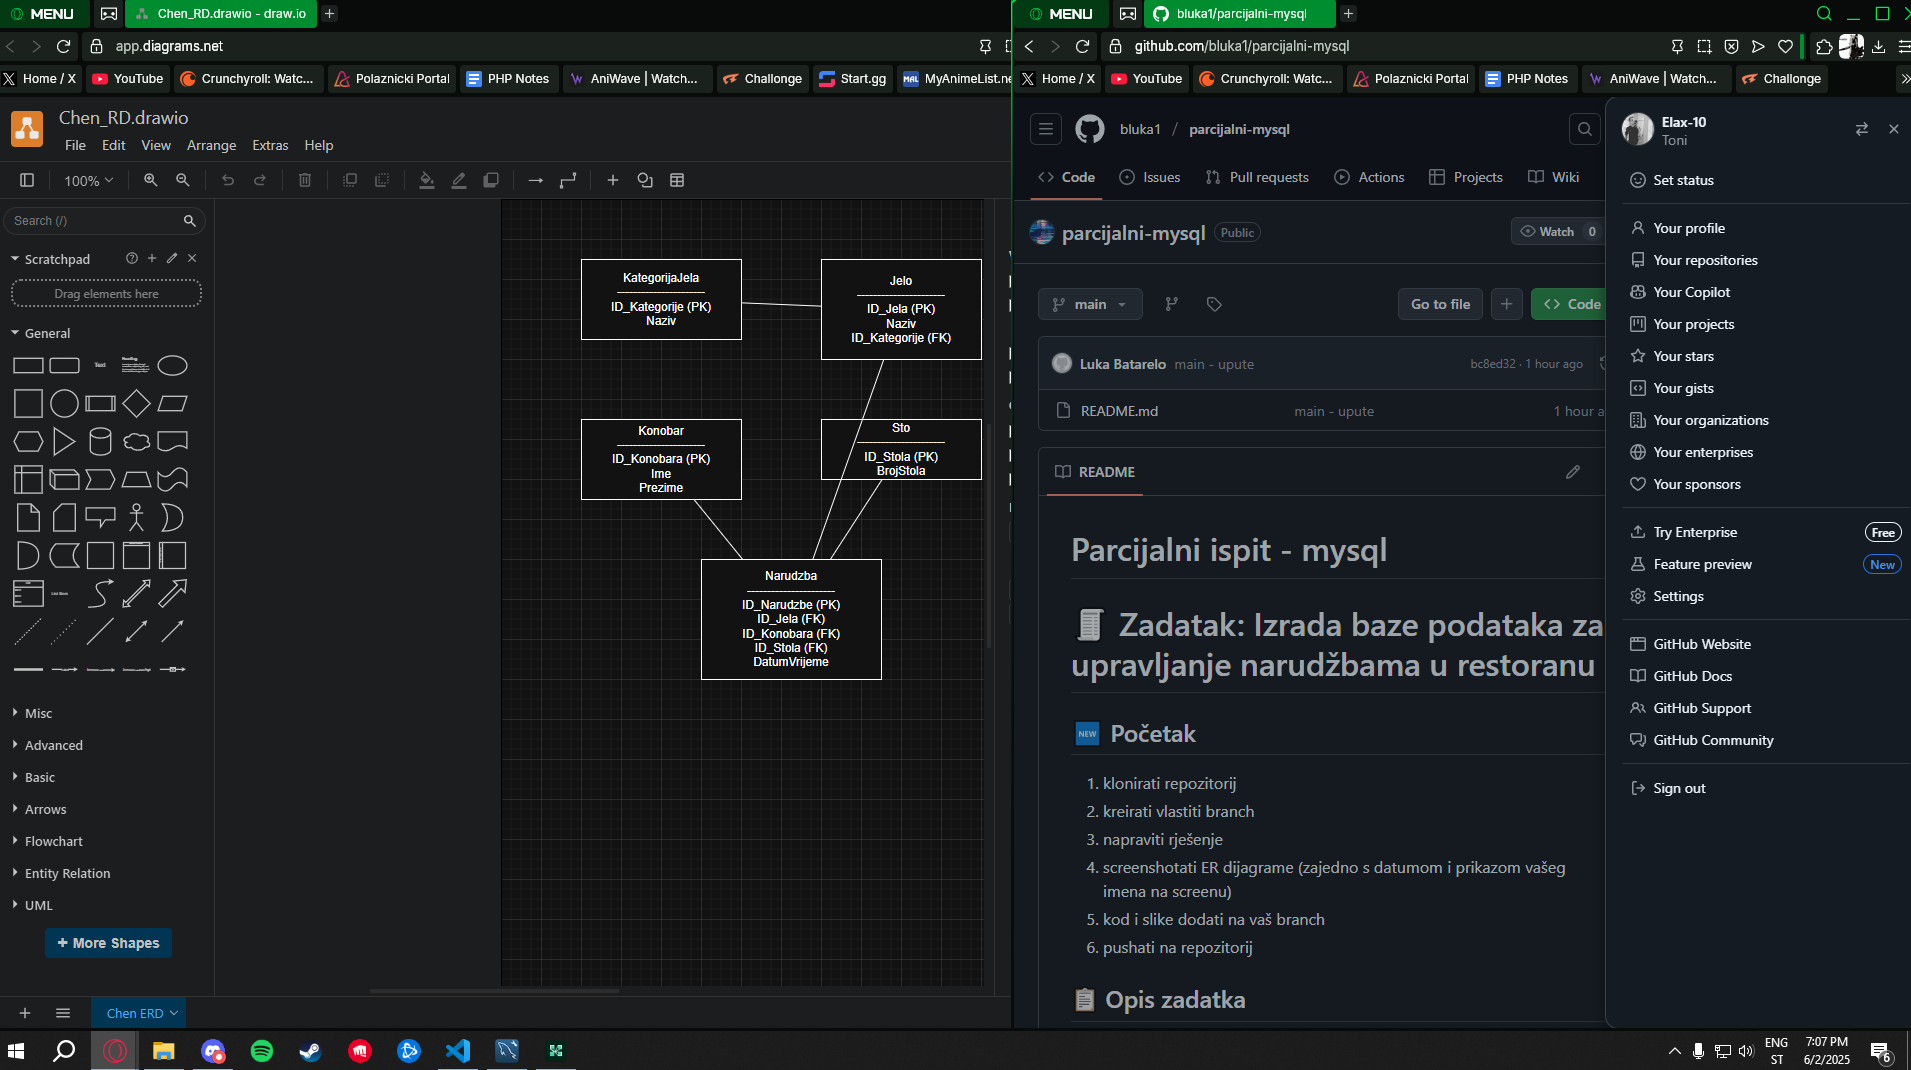 MENU
Chen_RD.drawio - draw.io
app.diagrams.net
Home / X
YouTube
Crunchyroll: Watc...
Polaznicki Portal
PHP Notes
AniWave | Watch...
Challonge
Start.gg
MyAnimeList.ne
Chen_RD.drawio
File
Edit
View
Arrange
Extras
Help
100%
Search (/)
Scratchpad
Drag elements here
General
Text
Heading
Misc
Advanced
Basic
Arrows
Flowchart
Entity Relation
UML
+ More Shapes
Chen ERD
KategorijaJela
----------------------
ID_Kategorije (PK)
Naziv
Jelo
----------------------
ID_Jela (PK)
Naziv
ID_Kategorije (FK)
Konobar
----------------------
ID_Konobara (PK)
Ime
Prezime
Sto
----------------------
ID_Stola (PK)
BrojStola
Narudzba
----------------------
ID_Narudzbe (PK)
ID_Jela (FK)
ID_Konobara (FK)
ID_Stola (FK)
DatumVrijeme
MENU
bluka1/parcijalni-mysql
github.com/bluka1/parcijalni-mysql
Home / X
YouTube
Crunchyroll: Watc...
Polaznicki Portal
PHP Notes
AniWave | Watch...
Challonge
bluka1 / parcijalni-mysql
Code
Issues
Pull requests
Actions
Projects
Wiki
parcijalni-mysql
Public
Watch 0
main
Go to file
Code
Luka Batarelo main - upute
bc8ed32 · 1 hour ago
README.md
main - upute
1 hour a
README
Parcijalni ispit - mysql
Zadatak: Izrada baze podataka za
upravljanje narudžbama u restoranu
NEW Početak
1. klonirati repozitorij
2. kreirati vlastiti branch
3. napraviti rješenje
4. screenshotati ER dijagrame (zajedno s datumom i prikazom vašeg
imena na screenu)
5. kod i slike dodati na vaš branch
6. pushati na repozitorij
Opis zadatka
Elax-10
Toni
Set status
Your profile
Your repositories
Your Copilot
Your projects
Your stars
Your gists
Your organizations
Your enterprises
Your sponsors
Try Enterprise
Free
Feature preview
New
Settings
GitHub Website
GitHub Docs
GitHub Support
GitHub Community
Sign out
ENG
ST
7:07 PM
6/2/2025
6